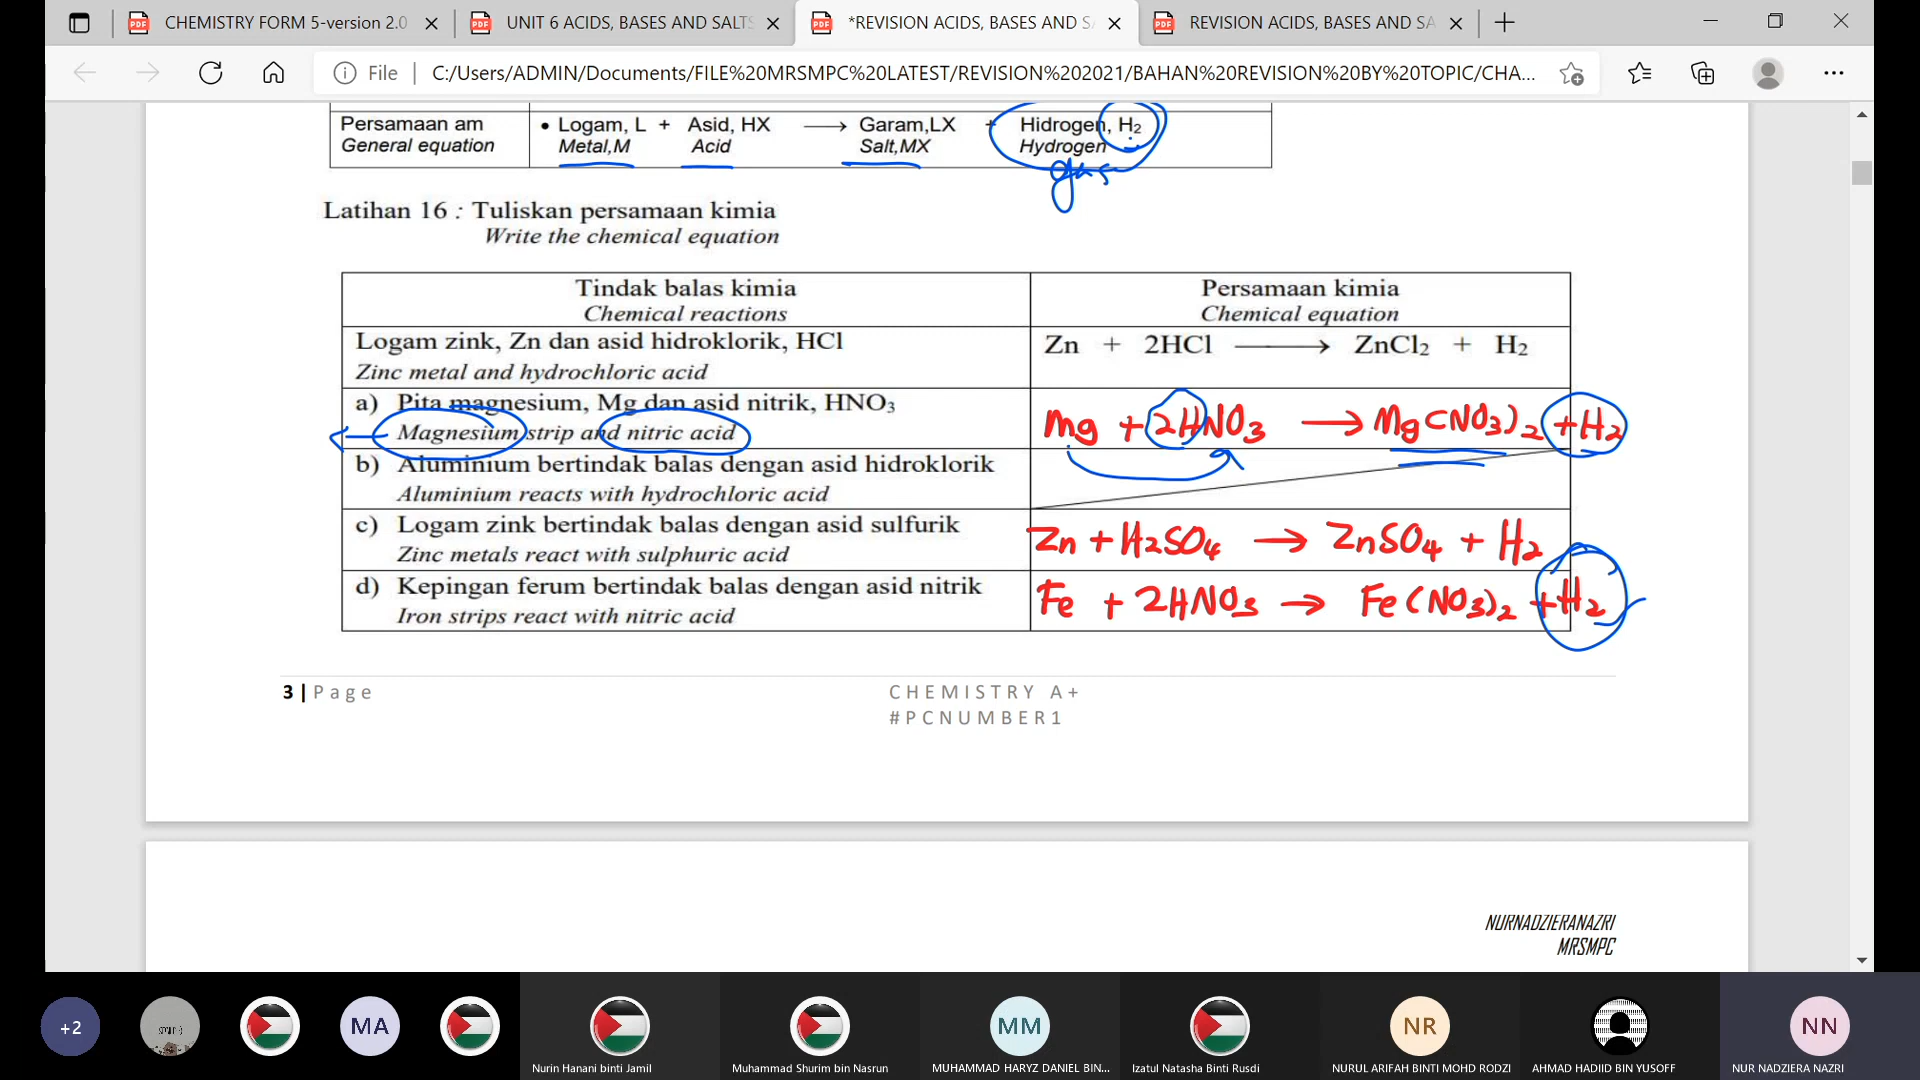 CHEMISTRY FORM 5-version 2.0
UNIT 6 ACIDS, BASES AND SALTS
*REVISION ACIDS, BASES AND SA
REVISION ACIDS, BASES AND SA
File
C:/Users/ADMIN/Documents/FILE%20MRSMPC%20LATEST/REVISION%202021/BAHAN%20REVISION%20BY%20TOPIC/CHA...
Persamaan am • Logam, L + Asid, HX ⟶ Garam,LX + Hidrogen, H₂
General equation Metal,M Acid Salt,MX Hydrogen
gas
Latihan 16 : Tuliskan persamaan kimia
Write the chemical equation
Tindak balas kimia Persamaan kimia
Chemical reactions Chemical equation
Logam zink, Zn dan asid hidroklorik, HCl Zn + 2HCl ⟶ ZnCl₂ + H₂
Zinc metal and hydrochloric acid
a) Pita magnesium, Mg dan asid nitrik, HNO₃ Mg + 2HNO₃ → Mg(NO₃)₂ + H₂
Magnesium strip and nitric acid
b) Aluminium bertindak balas dengan asid hidroklorik
Aluminium reacts with hydrochloric acid
c) Logam zink bertindak balas dengan asid sulfurik Zn + H₂SO₄ → ZnSO₄ + H₂
Zinc metals react with sulphuric acid
d) Kepingan ferum bertindak balas dengan asid nitrik Fe + 2HNO₃ → Fe(NO₃)₂ + H₂
Iron strips react with nitric acid
3 | Page CHEMISTRY A+
#PCNUMBER1
NURNADZIERANAZRI
MRSMPC
+2 MA MM NR NN
Nurin Hanani binti Jamil Muhammad Shurim bin Nasrun MUHAMMAD HARYZ DANIEL BIN... Izatul Natasha Binti Rusdi NURUL ARIFAH BINTI MOHD RODZI AHMAD HADIID BIN YUSOFF NUR NADZIERA NAZRI